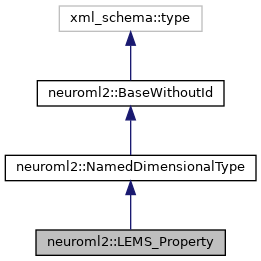 xml_schema::type
neuroml2::BaseWithoutId
neuroml2::NamedDimensionalType
neuroml2::LEMS_Property